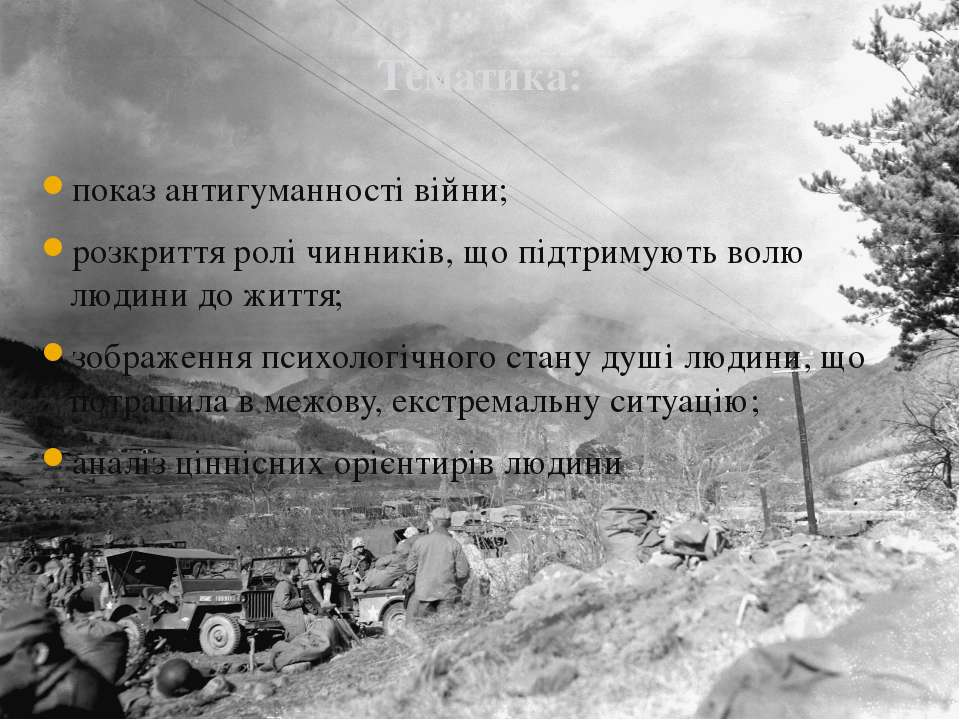 Тематика:
показ антигуманності війни;
розкриття ролі чинників, що підтримують волю
людини до життя;
зображення психологічного стану душі людини, що
потрапила в межову, екстремальну ситуацію;
аналіз ціннісних орієнтирів людини